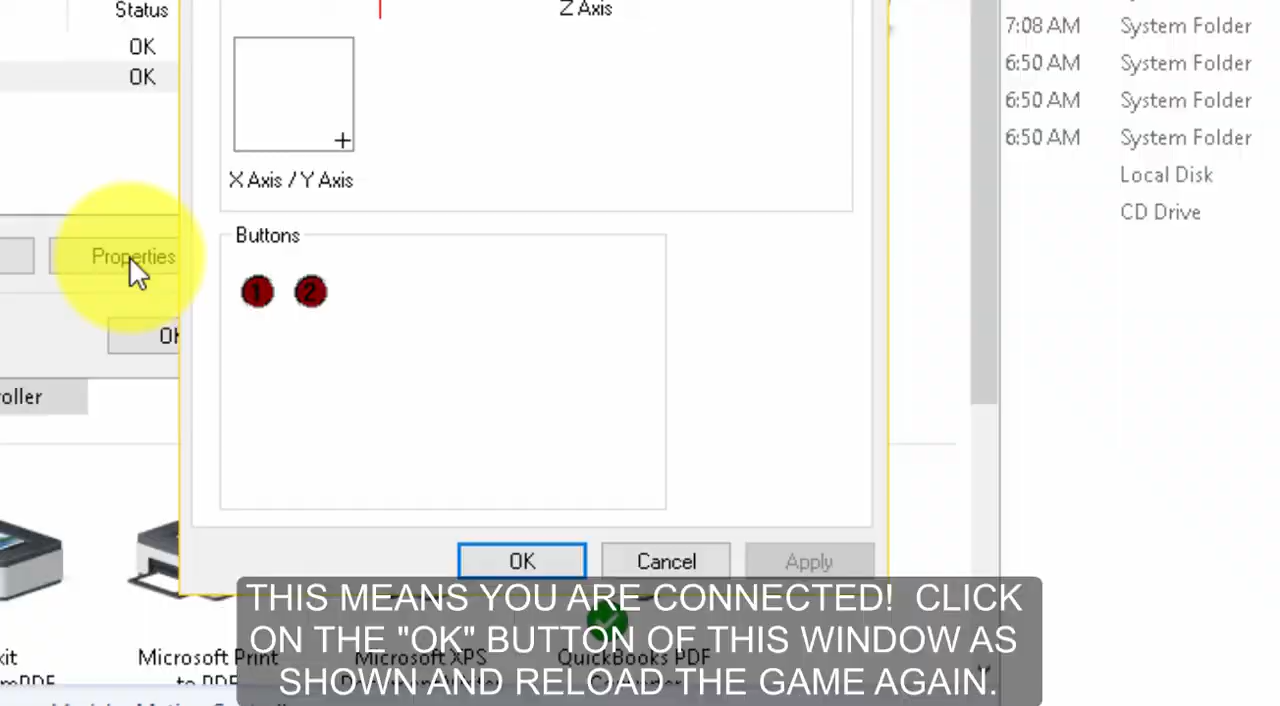 Status
Z Axis
7:08 AM System Folder
OK
6:50 AM System Folder
OK
6:50 AM System Folder
6:50 AM System Folder
X Axis / Y Axis
Local Disk
CD Drive
Buttons
Properties
1 2
oller
OK Cancel Apply
THIS MEANS YOU ARE CONNECTED! CLICK
ON THE "OK" BUTTON OF THIS WINDOW AS
SHOWN AND RELOAD THE GAME AGAIN.
Microsoft Print
Microsoft XPS
QuickBooks PDF
to PDF